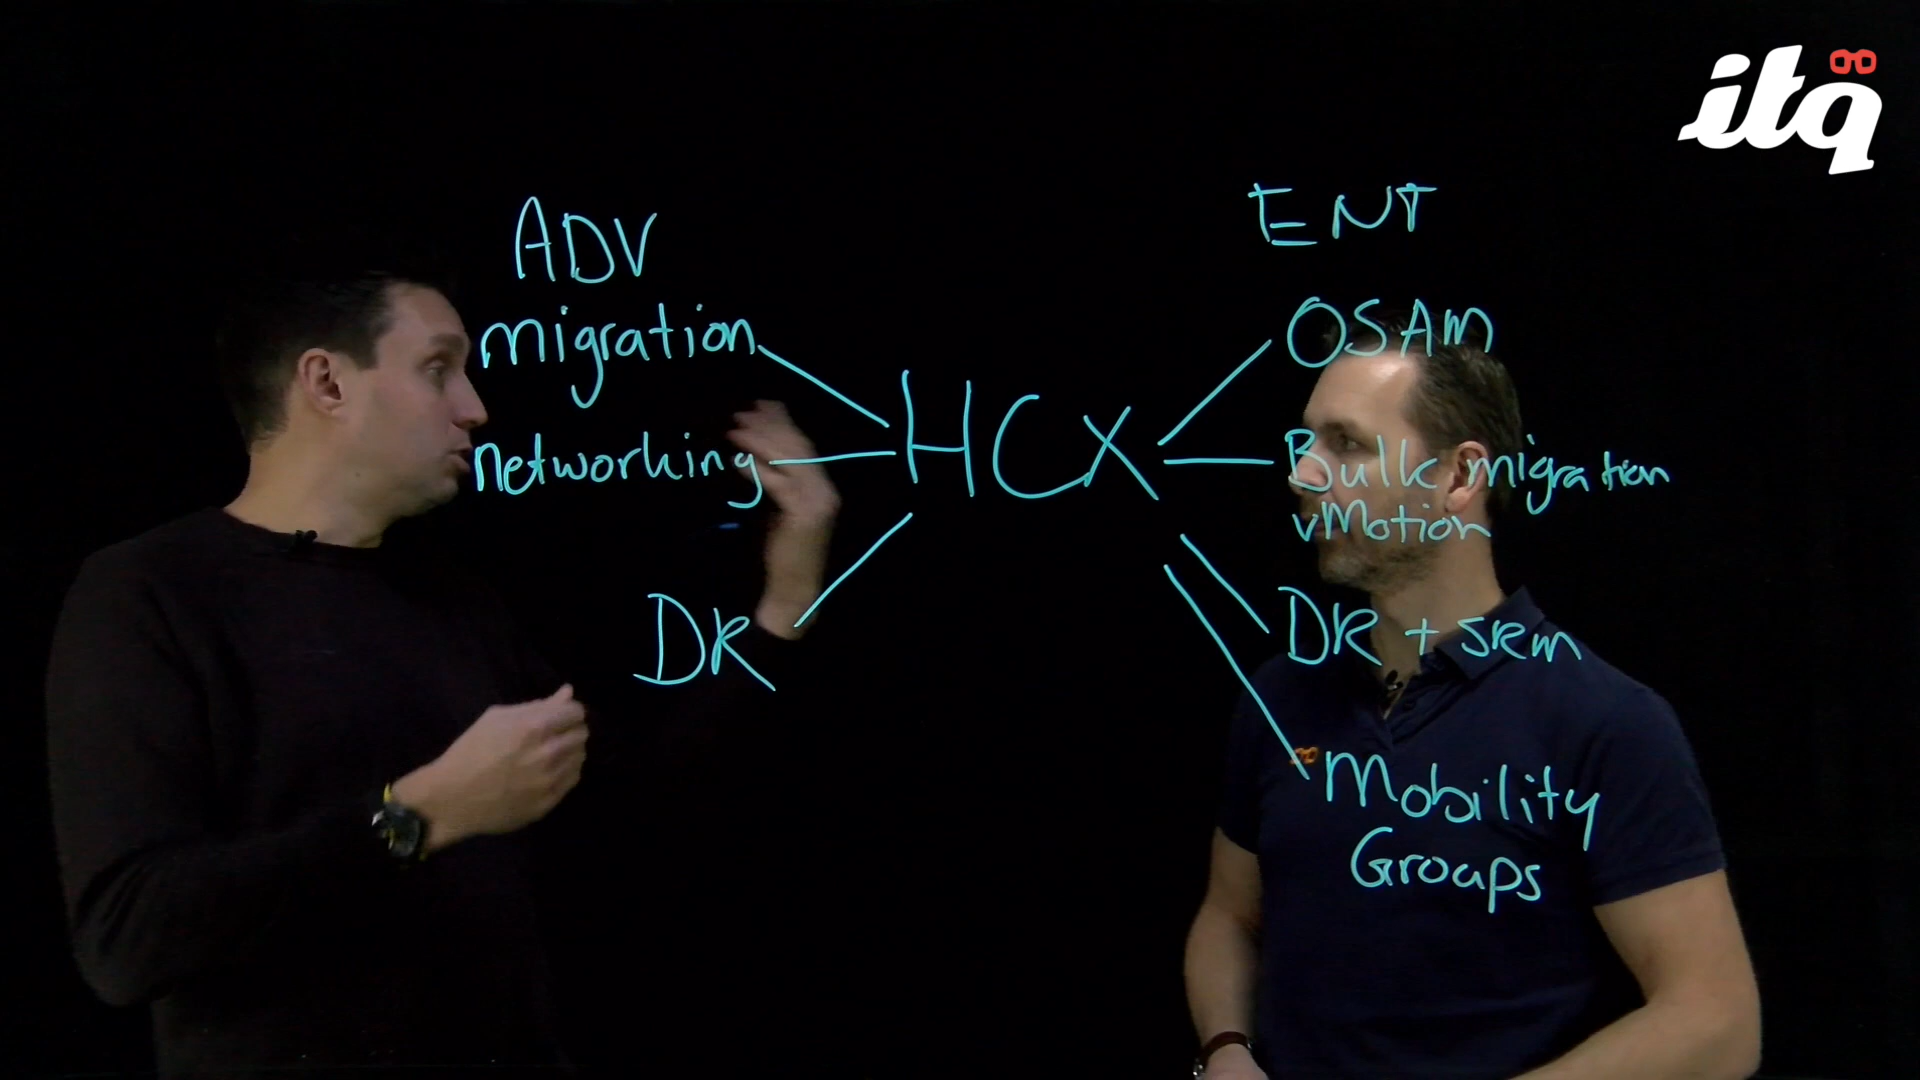 itq
ADV
migration
networking
DR
HCX
ENT
OSAM
Bulk migration
vMotion
DR + SRM
Mobility
Groups